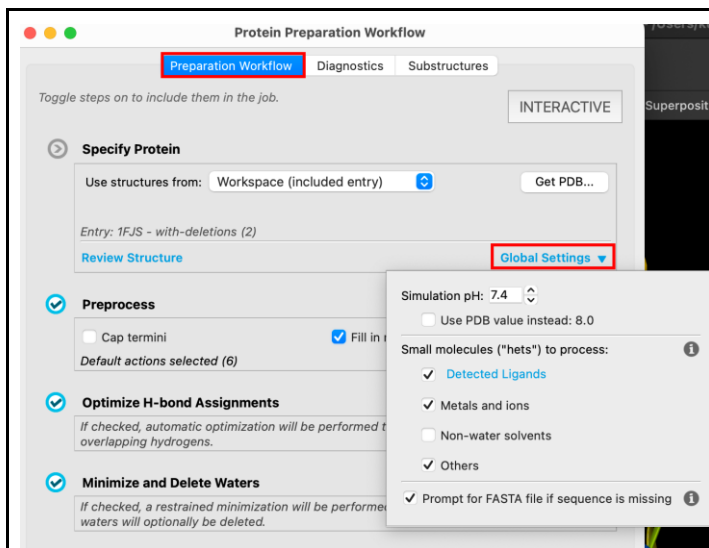 Protein Preparation Workflow
Preparation Workflow Diagnostics Substructures
Toggle steps on to include them in the job.
INTERACTIVE
Superposit
Specify Protein
Use structures from: Workspace (included entry) Get PDB...
Entry: 1FJS - with-deletions (2)
Review Structure Global Settings
Simulation pH: 7.4
Use PDB value instead: 8.0
Small molecules ("hets") to process:
Detected Ligands
Metals and ions
Non-water solvents
Others
Prompt for FASTA file if sequence is missing
Preprocess
Cap termini Fill in
Default actions selected (6)
Optimize H-bond Assignments
If checked, automatic optimization will be performed
overlapping hydrogens.
Minimize and Delete Waters
If checked, a restrained minimization will be performe
waters will optionally be deleted.